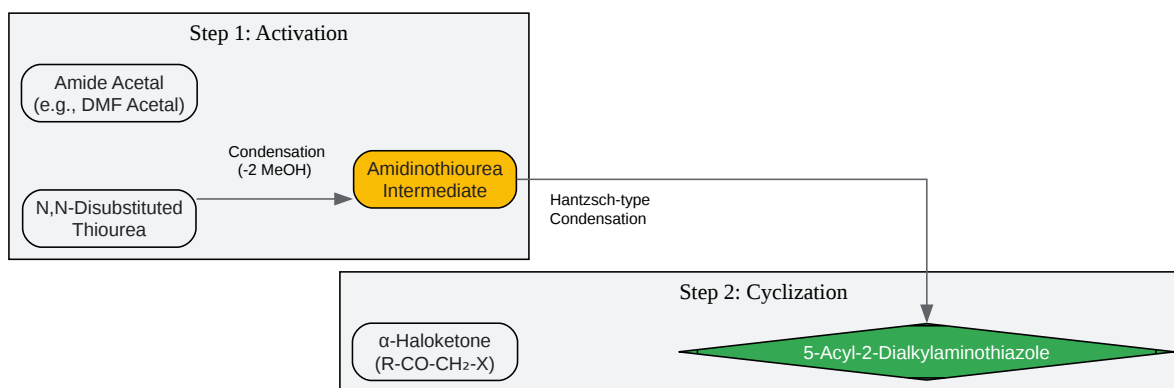 Step 1: Activation
Amide Acetal
(e.g., DMF Acetal)
Condensation
(-2 MeOH)
Amidinothiourea
Intermediate
N,N-Disubstituted
Thiourea
Hantzsch-type
Condensation
Step 2: Cyclization
α-Haloketone
(R-CO-CH₂-X)
5-Acyl-2-Dialkylaminothiazole